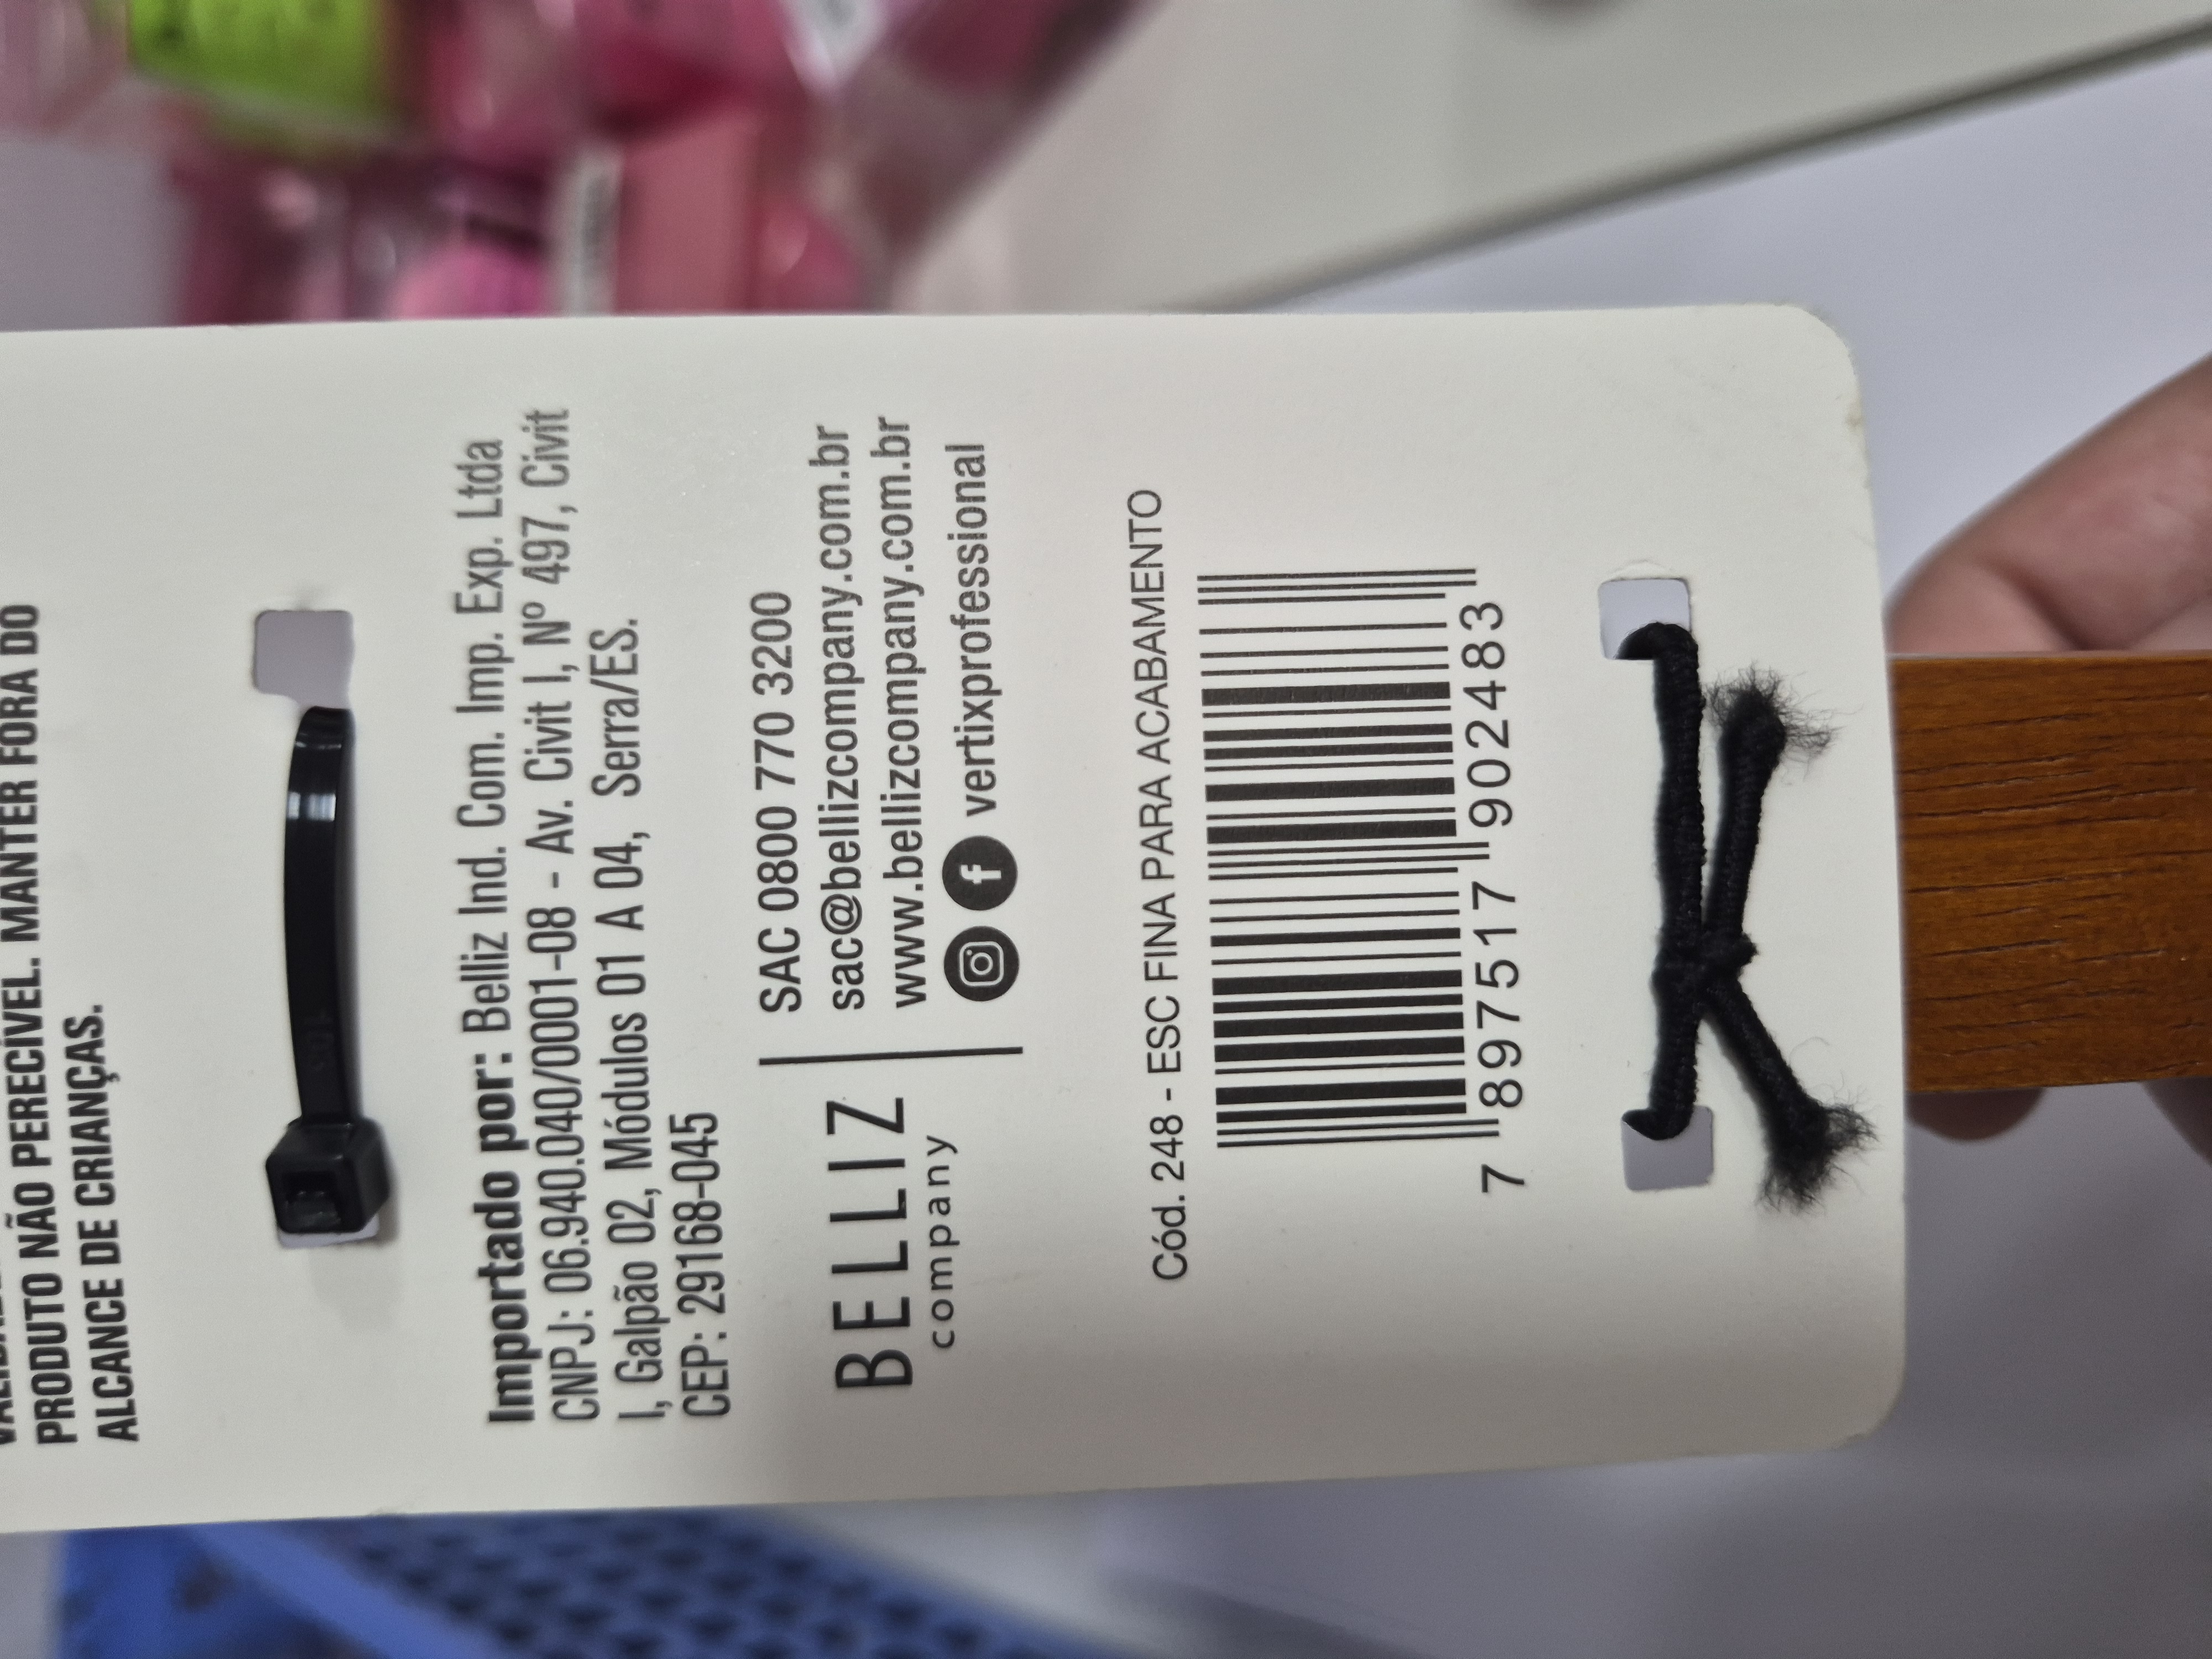 PRODUTO NÃO PERECÍVEL. MANTER FORA DO
ALCANCE DE CRIANÇAS.
Importado por: Belliz Ind. Com. Imp. Exp. Ltda
CNPJ: 06.940.040/0001-08 - Av. Civit I, Nº 497, Civit
I, Galpão 02, Módulos 01 A 04, Serra/ES.
CEP: 29168-045
BELLIZ
company
SAC 0800 770 3200
sac@bellizcompany.com.br
www.bellizcompany.com.br
vertixprofessional
Cód. 248 - ESC FINA PARA ACABAMENTO
7 897517 902483